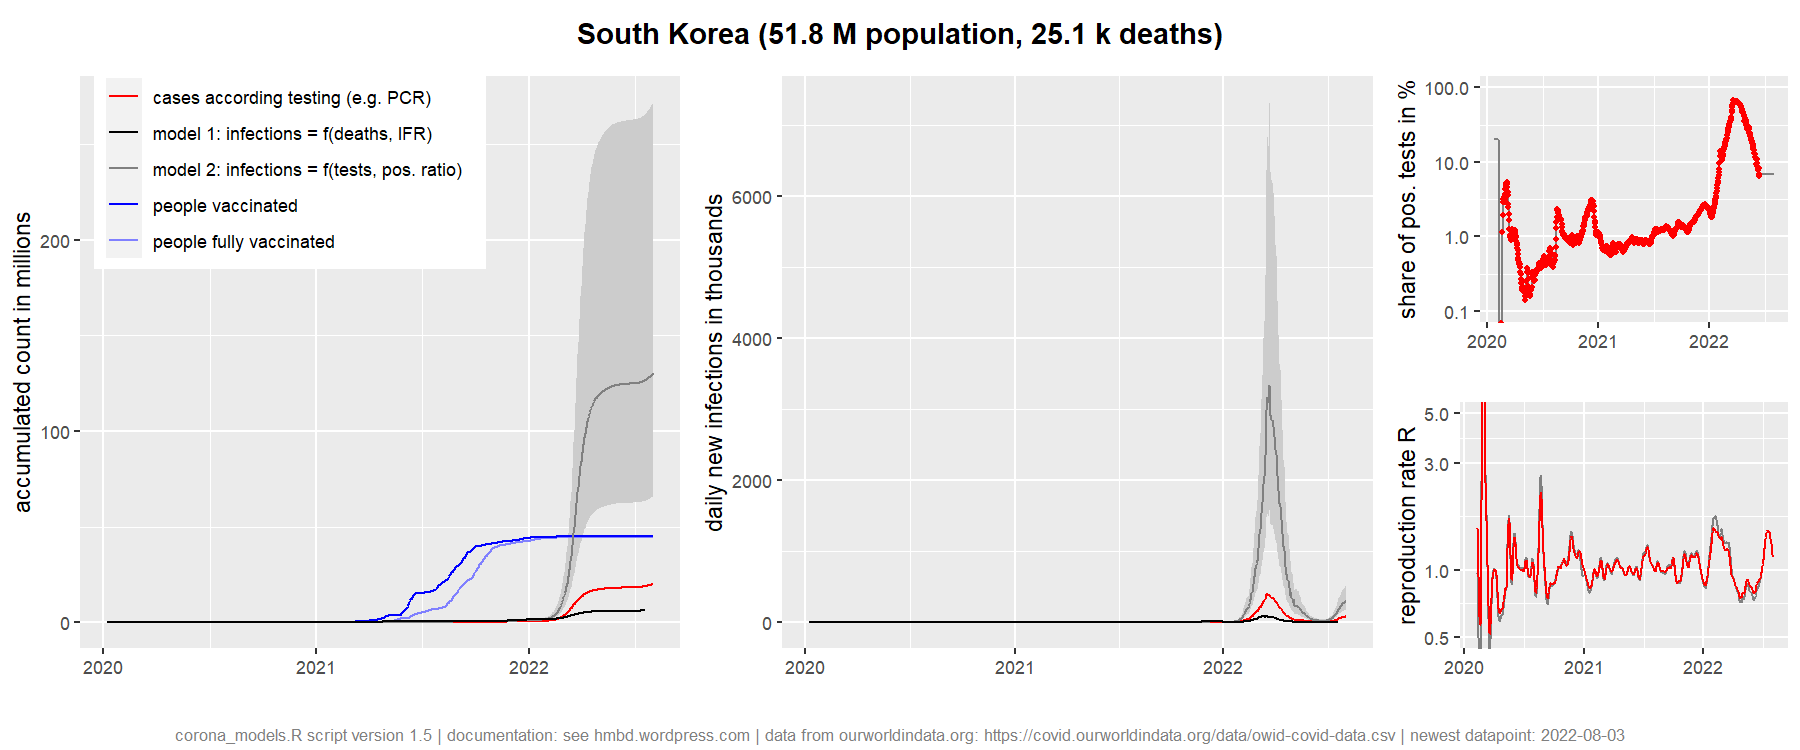 South Korea (51.8 M population, 25.1 k deaths)
accumulated count in millions
200
100
0
cases according testing (e.g. PCR)
model 1: infections = f(deaths, IFR)
model 2: infections = f(tests, pos. ratio)
people vaccinated
people fully vaccinated
2020 2021 2022
daily new infections in thousands
6000
4000
2000
0
2020 2021 2022
share of pos. tests in %
100.0
10.0
1.0
0.1
2020 2021 2022
reproduction rate R
5.0
3.0
1.0
0.5
2020 2021 2022
corona_models.R script version 1.5 | documentation: see hmbd.wordpress.com | data from ourworldindata.org: https://covid.ourworldindata.org/data/owid-covid-data.csv | newest datapoint: 2022-08-03